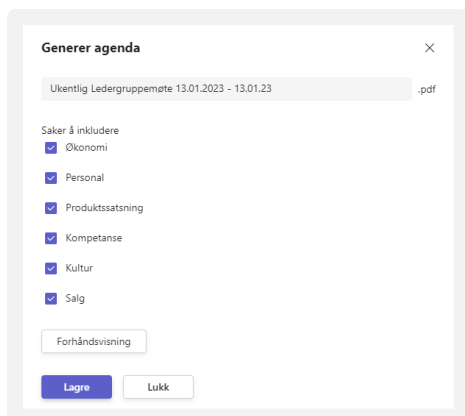 Generer agenda
Ukentlig Ledergruppemøte 13.01.2023 - 13.01.23 .pdf
Saker å inkludere
Økonomi
Personal
Produktssatsning
Kompetanse
Kultur
Salg
Forhåndsvisning
Lagre Lukk